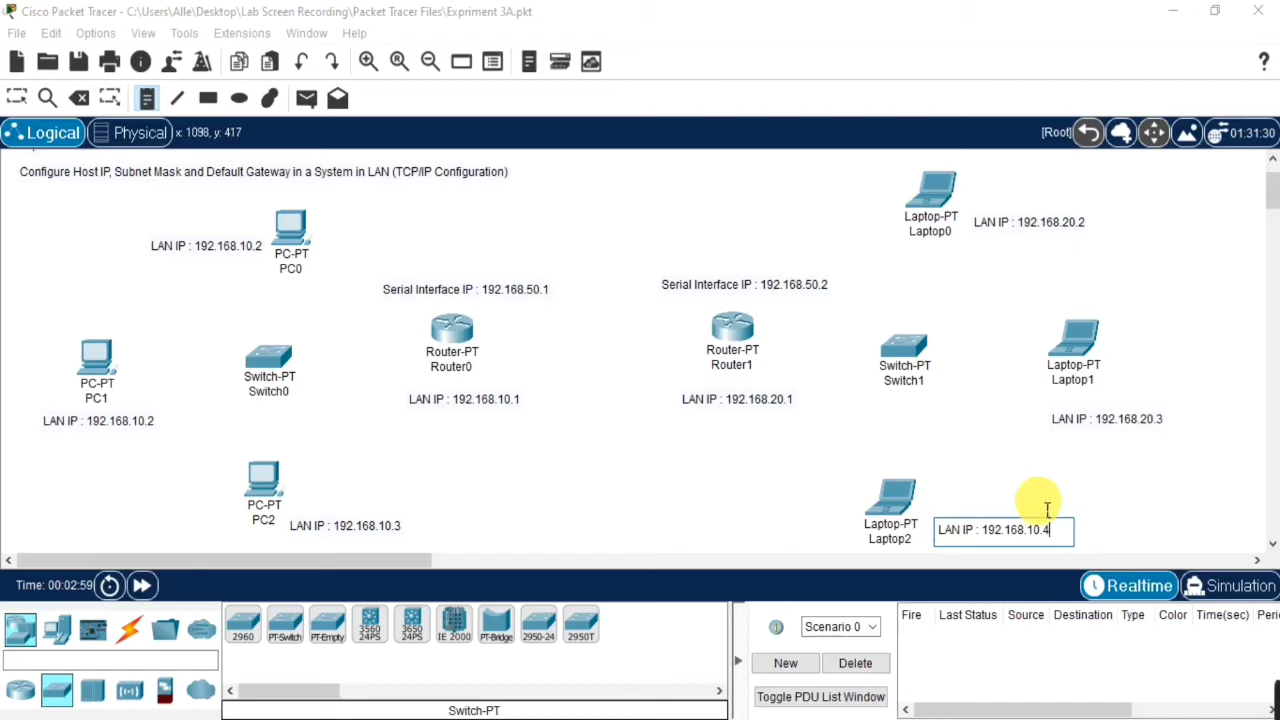 Cisco Packet Tracer - C:\Users\Alle\Desktop\Lab Screen Recording\Packet Tracer Files\Expriment 3A.pkt
File Edit Options View Tools Extensions Window Help
Logical Physical x: 1098, y: 417 [Root] 01:31:30
Configure Host IP, Subnet Mask and Default Gateway in a System in LAN (TCP/IP Configuration)
LAN IP : 192.168.10.2
PC-PT
PC0
Laptop-PT
Laptop0
LAN IP : 192.168.20.2
Serial Interface IP : 192.168.50.1
Serial Interface IP : 192.168.50.2
PC-PT
PC1
LAN IP : 192.168.10.2
Switch-PT
Switch0
Router-PT
Router0
LAN IP : 192.168.10.1
Router-PT
Router1
LAN IP : 192.168.20.1
Switch-PT
Switch1
Laptop-PT
Laptop1
LAN IP : 192.168.20.3
PC-PT
PC2
LAN IP : 192.168.10.3
Laptop-PT
Laptop2
LAN IP : 192.168.10.4
Time: 00:02:59 Realtime Simulation
2960 PT-Switch PT-Empty 3560 24PS 3650 24PS IE 2000 PT-Bridge 2950-24 2950T
Switch-PT
Scenario 0
New Delete
Toggle PDU List Window
Fire Last Status Source Destination Type Color Time(sec) Peri